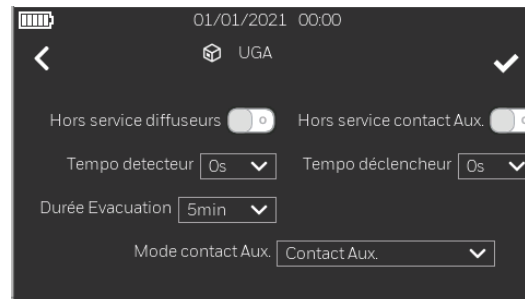 01/01/2021 00:00
UGA
Hors service diffuseurs Hors service contact Aux.
Tempo detecteur 0s Tempo déclencheur 0s
Durée Evacuation 5min
Mode contact Aux. Contact Aux.